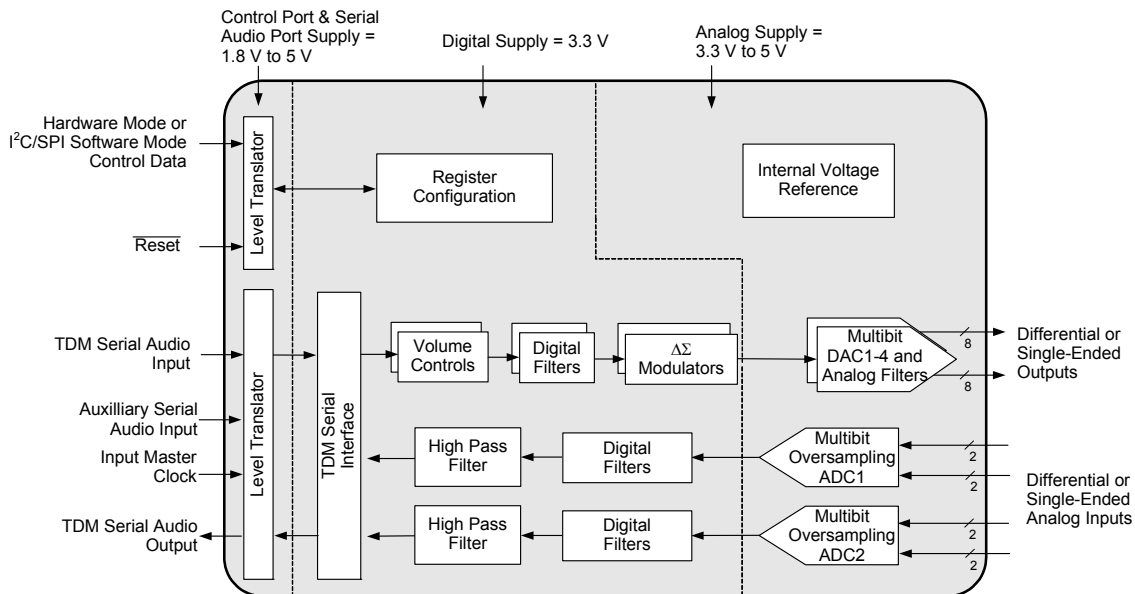 Control Port & Serial
Audio Port Supply =
1.8 V to 5 V
Digital Supply = 3.3 V
Analog Supply =
3.3 V to 5 V
Hardware Mode or
I²C/SPI Software Mode
Control Data
Level Translator
Register
Configuration
Internal Voltage
Reference
Reset
TDM Serial Audio
Input
Level Translator
TDM Serial
Interface
Volume
Controls
Digital
Filters
ΔΣ
Modulators
Multibit
DAC1-4 and
Analog Filters
8
8
Differential or
Single-Ended
Outputs
Auxilliary Serial
Audio Input
Input Master
Clock
High Pass
Filter
Digital
Filters
Multibit
Oversampling
ADC1
2
2
Differential or
Single-Ended
Analog Inputs
TDM Serial Audio
Output
High Pass
Filter
Digital
Filters
Multibit
Oversampling
ADC2
2
2